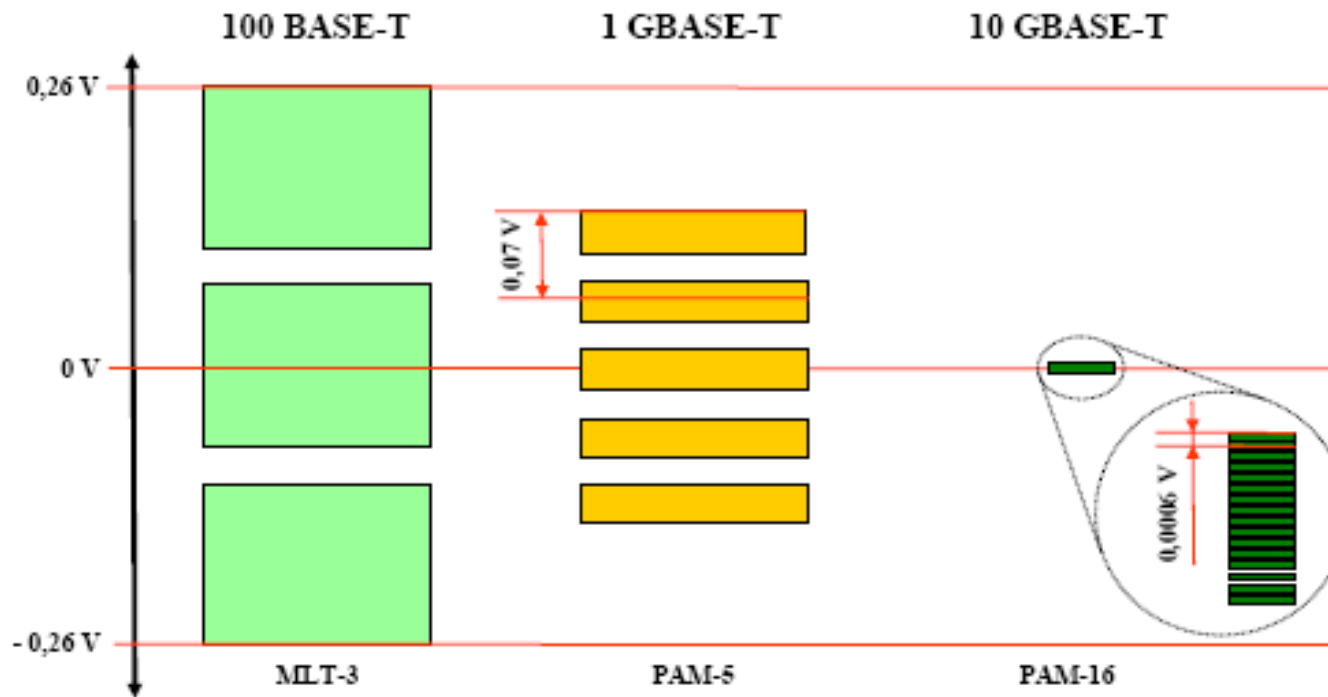 100 BASE-T
1 GBASE-T
10 GBASE-T
0,26 V
0,07 V
0 V
0,0006 V
- 0,26 V
MLT-3
PAM-5
PAM-16